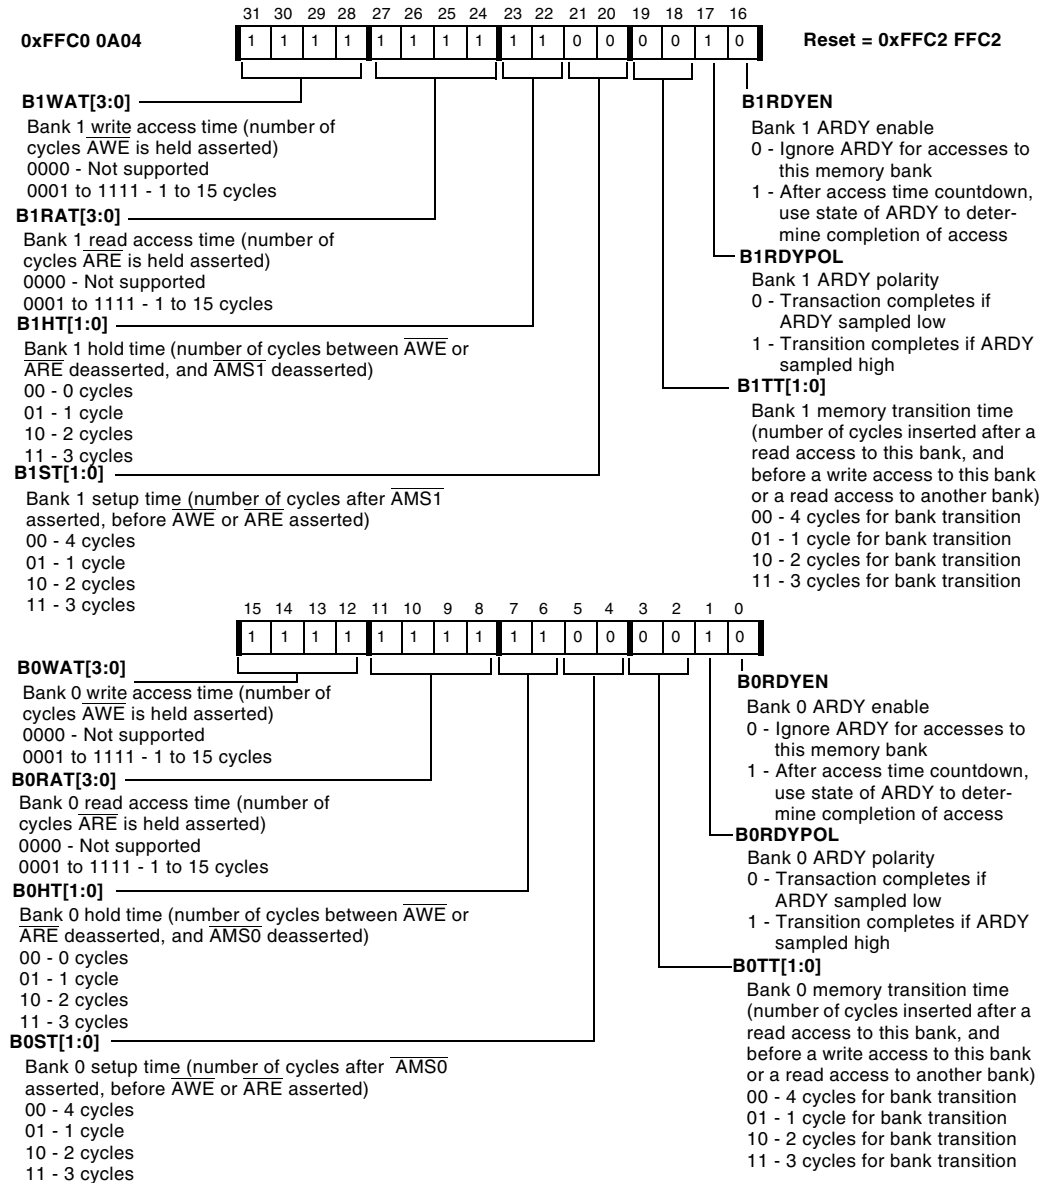 31 30 29 28 27 26 25 24 23 22 21 20 19 18 17 16
0xFFC0 0A04
1 1 1 1 1 1 1 1 1 1 0 0 0 0 1 0
Reset = 0xFFC2 FFC2
B1WAT[3:0]
Bank 1 write access time (number of
cycles AWE is held asserted)
0000 - Not supported
0001 to 1111 - 1 to 15 cycles
B1RAT[3:0]
Bank 1 read access time (number of
cycles ARE is held asserted)
0000 - Not supported
0001 to 1111 - 1 to 15 cycles
B1HT[1:0]
Bank 1 hold time (number of cycles between AWE or
ARE deasserted, and AMS1 deasserted)
00 - 0 cycles
01 - 1 cycle
10 - 2 cycles
11 - 3 cycles
B1ST[1:0]
Bank 1 setup time (number of cycles after AMS1
asserted, before AWE or ARE asserted)
00 - 4 cycles
01 - 1 cycle
10 - 2 cycles
11 - 3 cycles
B1RDYEN
Bank 1 ARDY enable
0 - Ignore ARDY for accesses to
this memory bank
1 - After access time countdown,
use state of ARDY to deter-
mine completion of access
B1RDYPOL
Bank 1 ARDY polarity
0 - Transaction completes if
ARDY sampled low
1 - Transition completes if ARDY
sampled high
B1TT[1:0]
Bank 1 memory transition time
(number of cycles inserted after a
read access to this bank, and
before a write access to this bank
or a read access to another bank)
00 - 4 cycles for bank transition
01 - 1 cycle for bank transition
10 - 2 cycles for bank transition
11 - 3 cycles for bank transition
15 14 13 12 11 10 9 8 7 6 5 4 3 2 1 0
1 1 1 1 1 1 1 1 1 1 0 0 0 0 1 0
B0WAT[3:0]
Bank 0 write access time (number of
cycles AWE is held asserted)
0000 - Not supported
0001 to 1111 - 1 to 15 cycles
B0RAT[3:0]
Bank 0 read access time (number of
cycles ARE is held asserted)
0000 - Not supported
0001 to 1111 - 1 to 15 cycles
B0HT[1:0]
Bank 0 hold time (number of cycles between AWE or
ARE deasserted, and AMS0 deasserted)
00 - 0 cycles
01 - 1 cycle
10 - 2 cycles
11 - 3 cycles
B0ST[1:0]
Bank 0 setup time (number of cycles after AMS0
asserted, before AWE or ARE asserted)
00 - 4 cycles
01 - 1 cycle
10 - 2 cycles
11 - 3 cycles
B0RDYEN
Bank 0 ARDY enable
0 - Ignore ARDY for accesses to
this memory bank
1 - After access time countdown,
use state of ARDY to deter-
mine completion of access
B0RDYPOL
Bank 0 ARDY polarity
0 - Transaction completes if
ARDY sampled low
1 - Transition completes if ARDY
sampled high
B0TT[1:0]
Bank 0 memory transition time
(number of cycles inserted after a
read access to this bank, and
before a write access to this bank
or a read access to another bank)
00 - 4 cycles for bank transition
01 - 1 cycle for bank transition
10 - 2 cycles for bank transition
11 - 3 cycles for bank transition